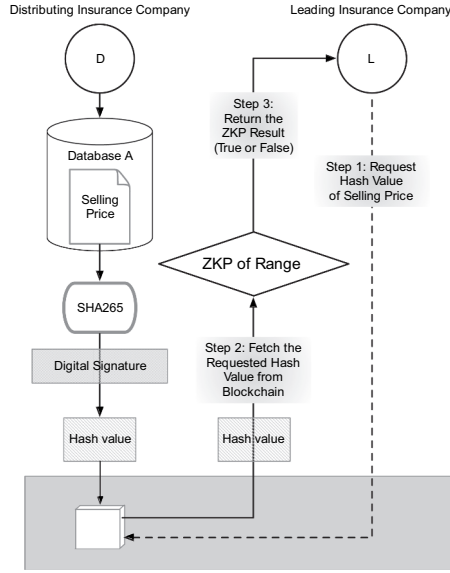 Distributing Insurance Company
Leading Insurance Company
D
L
Step 3:
Return the
ZKP Result
(True or False)
Database A
Selling
Price
Step 1: Request
Hash Value
of Selling Price
ZKP of Range
SHA265
Step 2: Fetch the
Requested Hash
Value from
Blockchain
Digital Signature
Hash value
Hash value